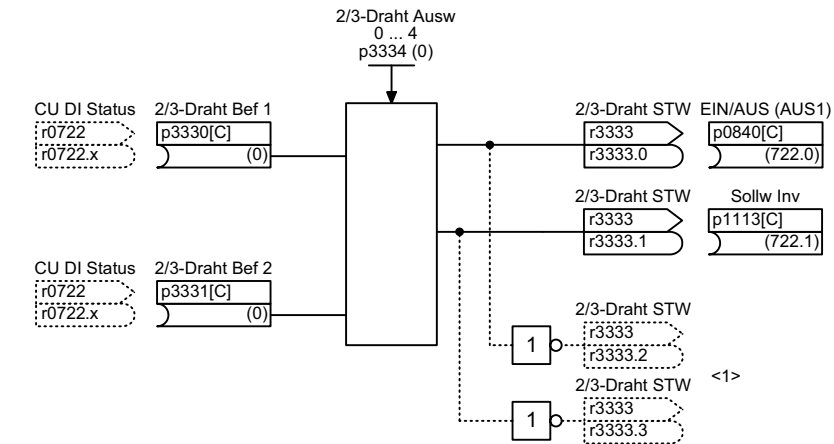 2/3-Draht Ausw
0 ... 4
p3334 (0)
CU DI Status
r0722
r0722.x
2/3-Draht Bef 1
p3330[C]
(0)
2/3-Draht STW
r3333
r3333.0
EIN/AUS (AUS1)
p0840[C]
(722.0)
2/3-Draht STW
r3333
r3333.1
Sollw Inv
p1113[C]
(722.1)
CU DI Status
r0722
r0722.x
2/3-Draht Bef 2
p3331[C]
(0)
1
2/3-Draht STW
r3333
r3333.2
<1>
1
2/3-Draht STW
r3333
r3333.3